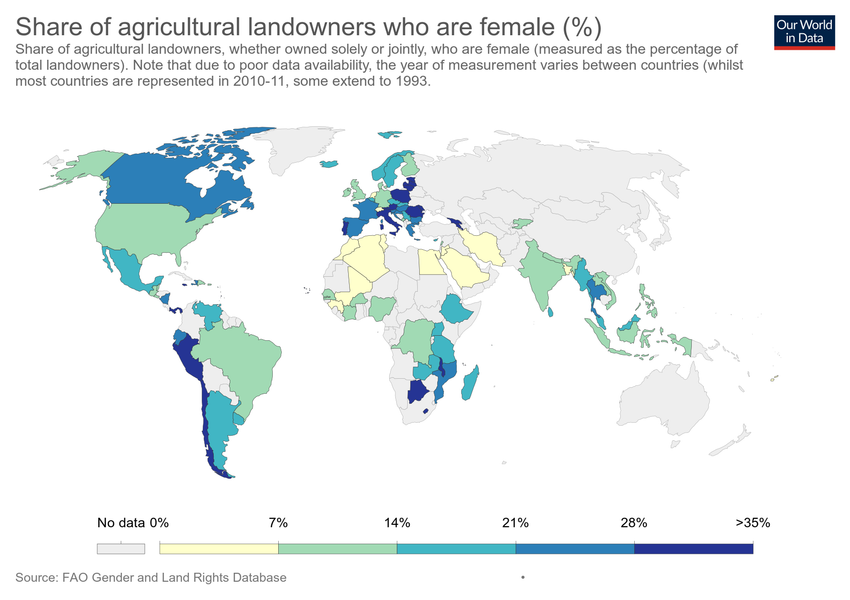 Share of agricultural landowners who are female (%)
Our World
in Data
Share of agricultural landowners, whether owned solely or jointly, who are female (measured as the percentage of
total landowners). Note that due to poor data availability, the year of measurement varies between countries (whilst
most countries are represented in 2010-11, some extend to 1993.
No data 0% 7% 14% 21% 28% >35%
Source: FAO Gender and Land Rights Database